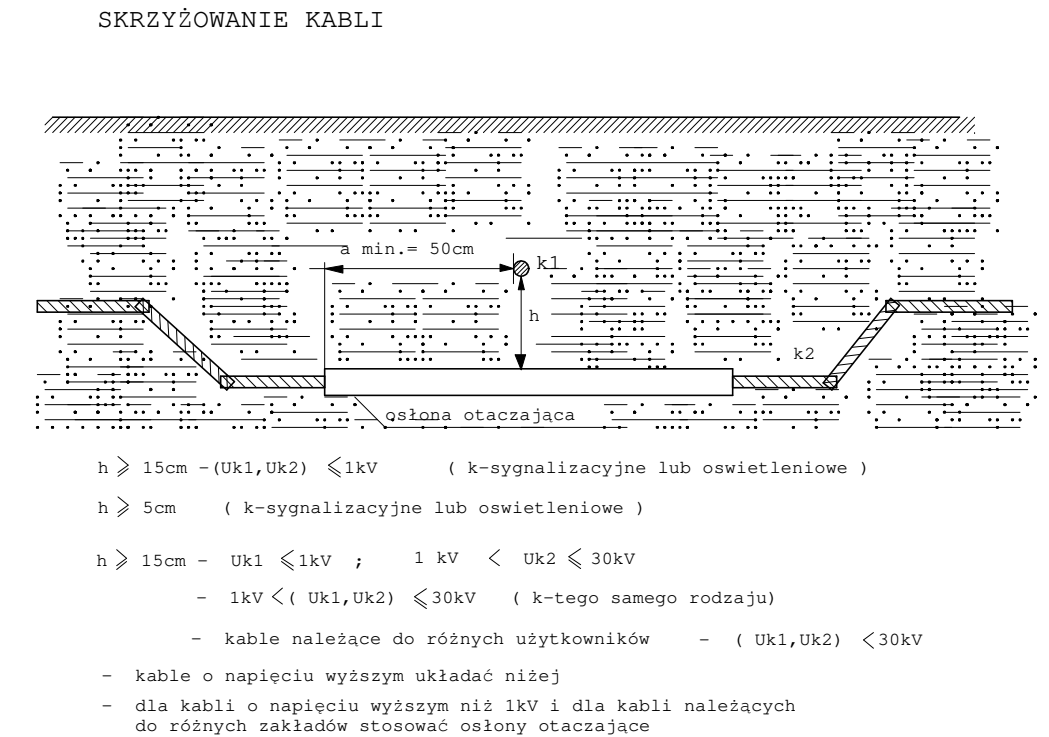 SKRZYŻOWANIE KABLI
a min.= 50cm
k1
h
k2
osłona otaczająca
h ⩾ 15cm -(Uk1,Uk2) ⩽1kV ( k-sygnalizacyjne lub oswietleniowe )
h ⩾ 5cm ( k-sygnalizacyjne lub oswietleniowe )
h ⩾ 15cm - Uk1 ⩽1kV ; 1 kV < Uk2 ⩽ 30kV
- 1kV <( Uk1,Uk2) ⩽30kV ( k-tego samego rodzaju)
- kable należące do różnych użytkowników - ( Uk1,Uk2) <30kV
- kable o napięciu wyższym układać niżej
- dla kabli o napięciu wyższym niż 1kV i dla kabli należących
do różnych zakładów stosować osłony otaczające